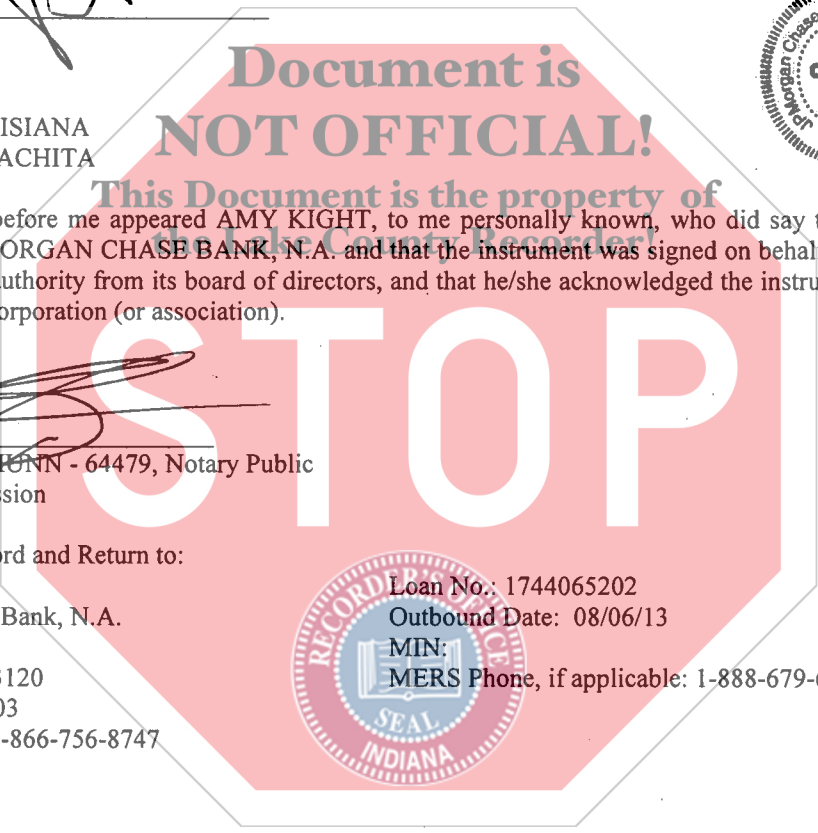 Document is
NOT OFFICIAL!
This Document is the property of
the Lake County Recorder!
ISIANA
ACHITA
before me appeared AMY KIGHT, to me personally known, who did say t
ORGAN CHASE BANK, N.A. and that the instrument was signed on behal
uthority from its board of directors, and that he/she acknowledged the instru
orporation (or association).
STOP
UNN - 64479, Notary Public
ssion
ord and Return to:
Bank, N.A.
120
03
-866-756-8747
Loan No.: 1744065202
Outbound Date: 08/06/13
MIN:
MERS Phone, if applicable: 1-888-679-
RECORDER'S OFFICE
SEAL
INDIANA
JPMorgan Chase